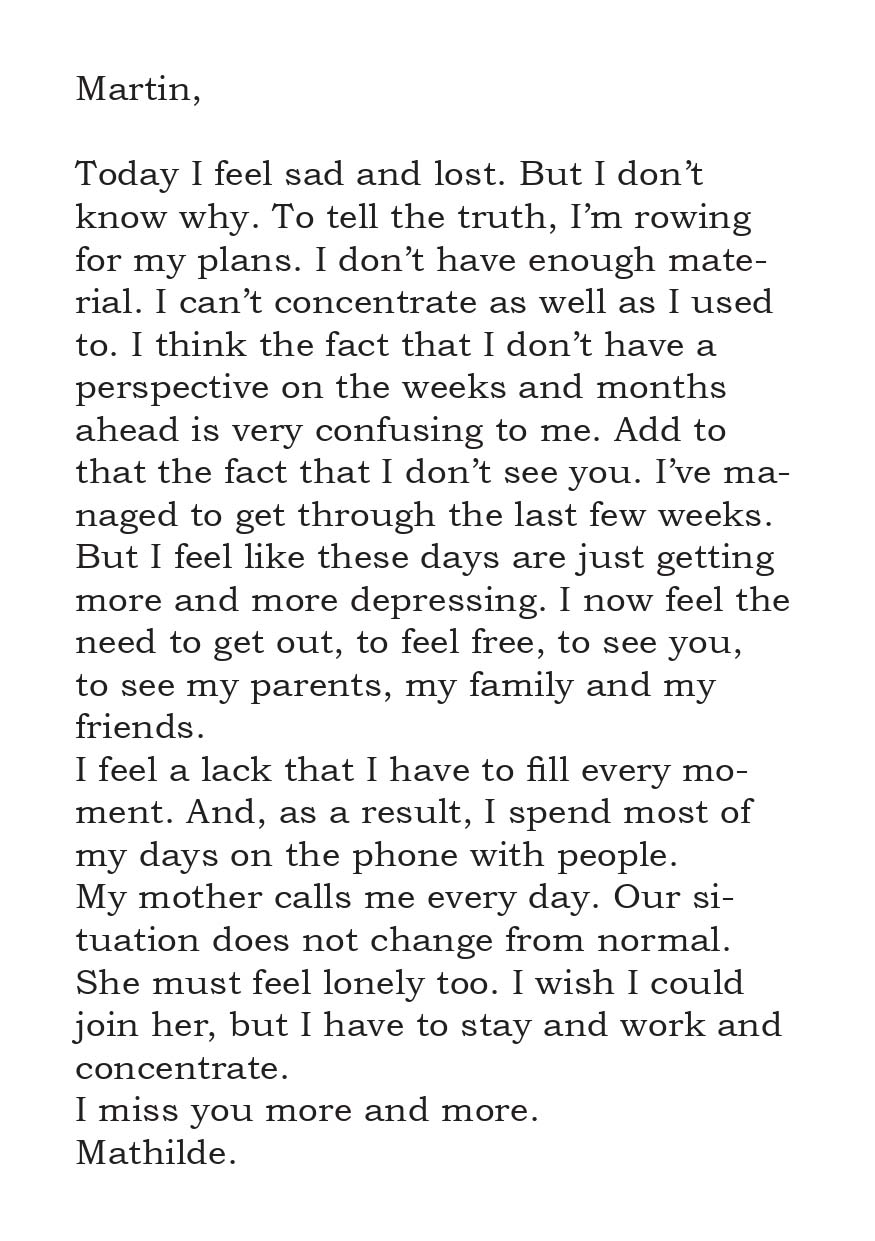 Martin,
Today I feel sad and lost. But I don’t
know why. To tell the truth, I’m rowing
for my plans. I don’t have enough mate-
rial. I can’t concentrate as well as I used
to. I think the fact that I don’t have a
perspective on the weeks and months
ahead is very confusing to me. Add to
that the fact that I don’t see you. I’ve ma-
naged to get through the last few weeks.
But I feel like these days are just getting
more and more depressing. I now feel the
need to get out, to feel free, to see you,
to see my parents, my family and my
friends.
I feel a lack that I have to fill every mo-
ment. And, as a result, I spend most of
my days on the phone with people.
My mother calls me every day. Our si-
tuation does not change from normal.
She must feel lonely too. I wish I could
join her, but I have to stay and work and
concentrate.
I miss you more and more.
Mathilde.